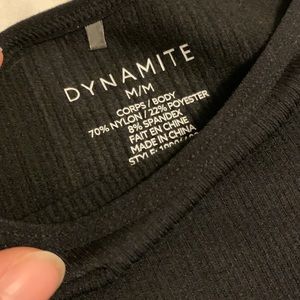 DYNAMITE
M/M
CORPS / BODY
70% NYLON / 22% POYESTER
8% SPANDEX
FAIT EN CHINE
MADE IN CHINA
STYLE: